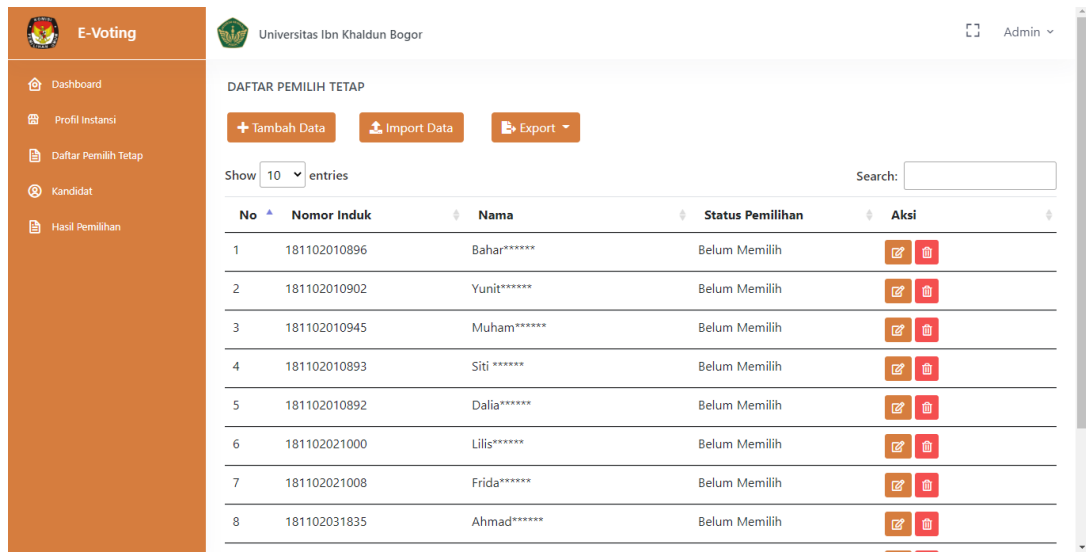 E-Voting
Universitas Ibn Khaldun Bogor
Admin
Dashboard
Profil Instansi
Daftar Pemilih Tetap
Kandidat
Hasil Pemilihan
DAFTAR PEMILIH TETAP
Tambah Data Import Data Export
Show 10 entries Search:
No Nomor Induk Nama Status Pemilihan Aksi
1 181102010896 Bahar****** Belum Memilih
2 181102010902 Yunit****** Belum Memilih
3 181102010945 Muham****** Belum Memilih
4 181102010893 Siti ****** Belum Memilih
5 181102010892 Dalia****** Belum Memilih
6 181102021000 Lilis****** Belum Memilih
7 181102021008 Frida****** Belum Memilih
8 181102031835 Ahmad****** Belum Memilih